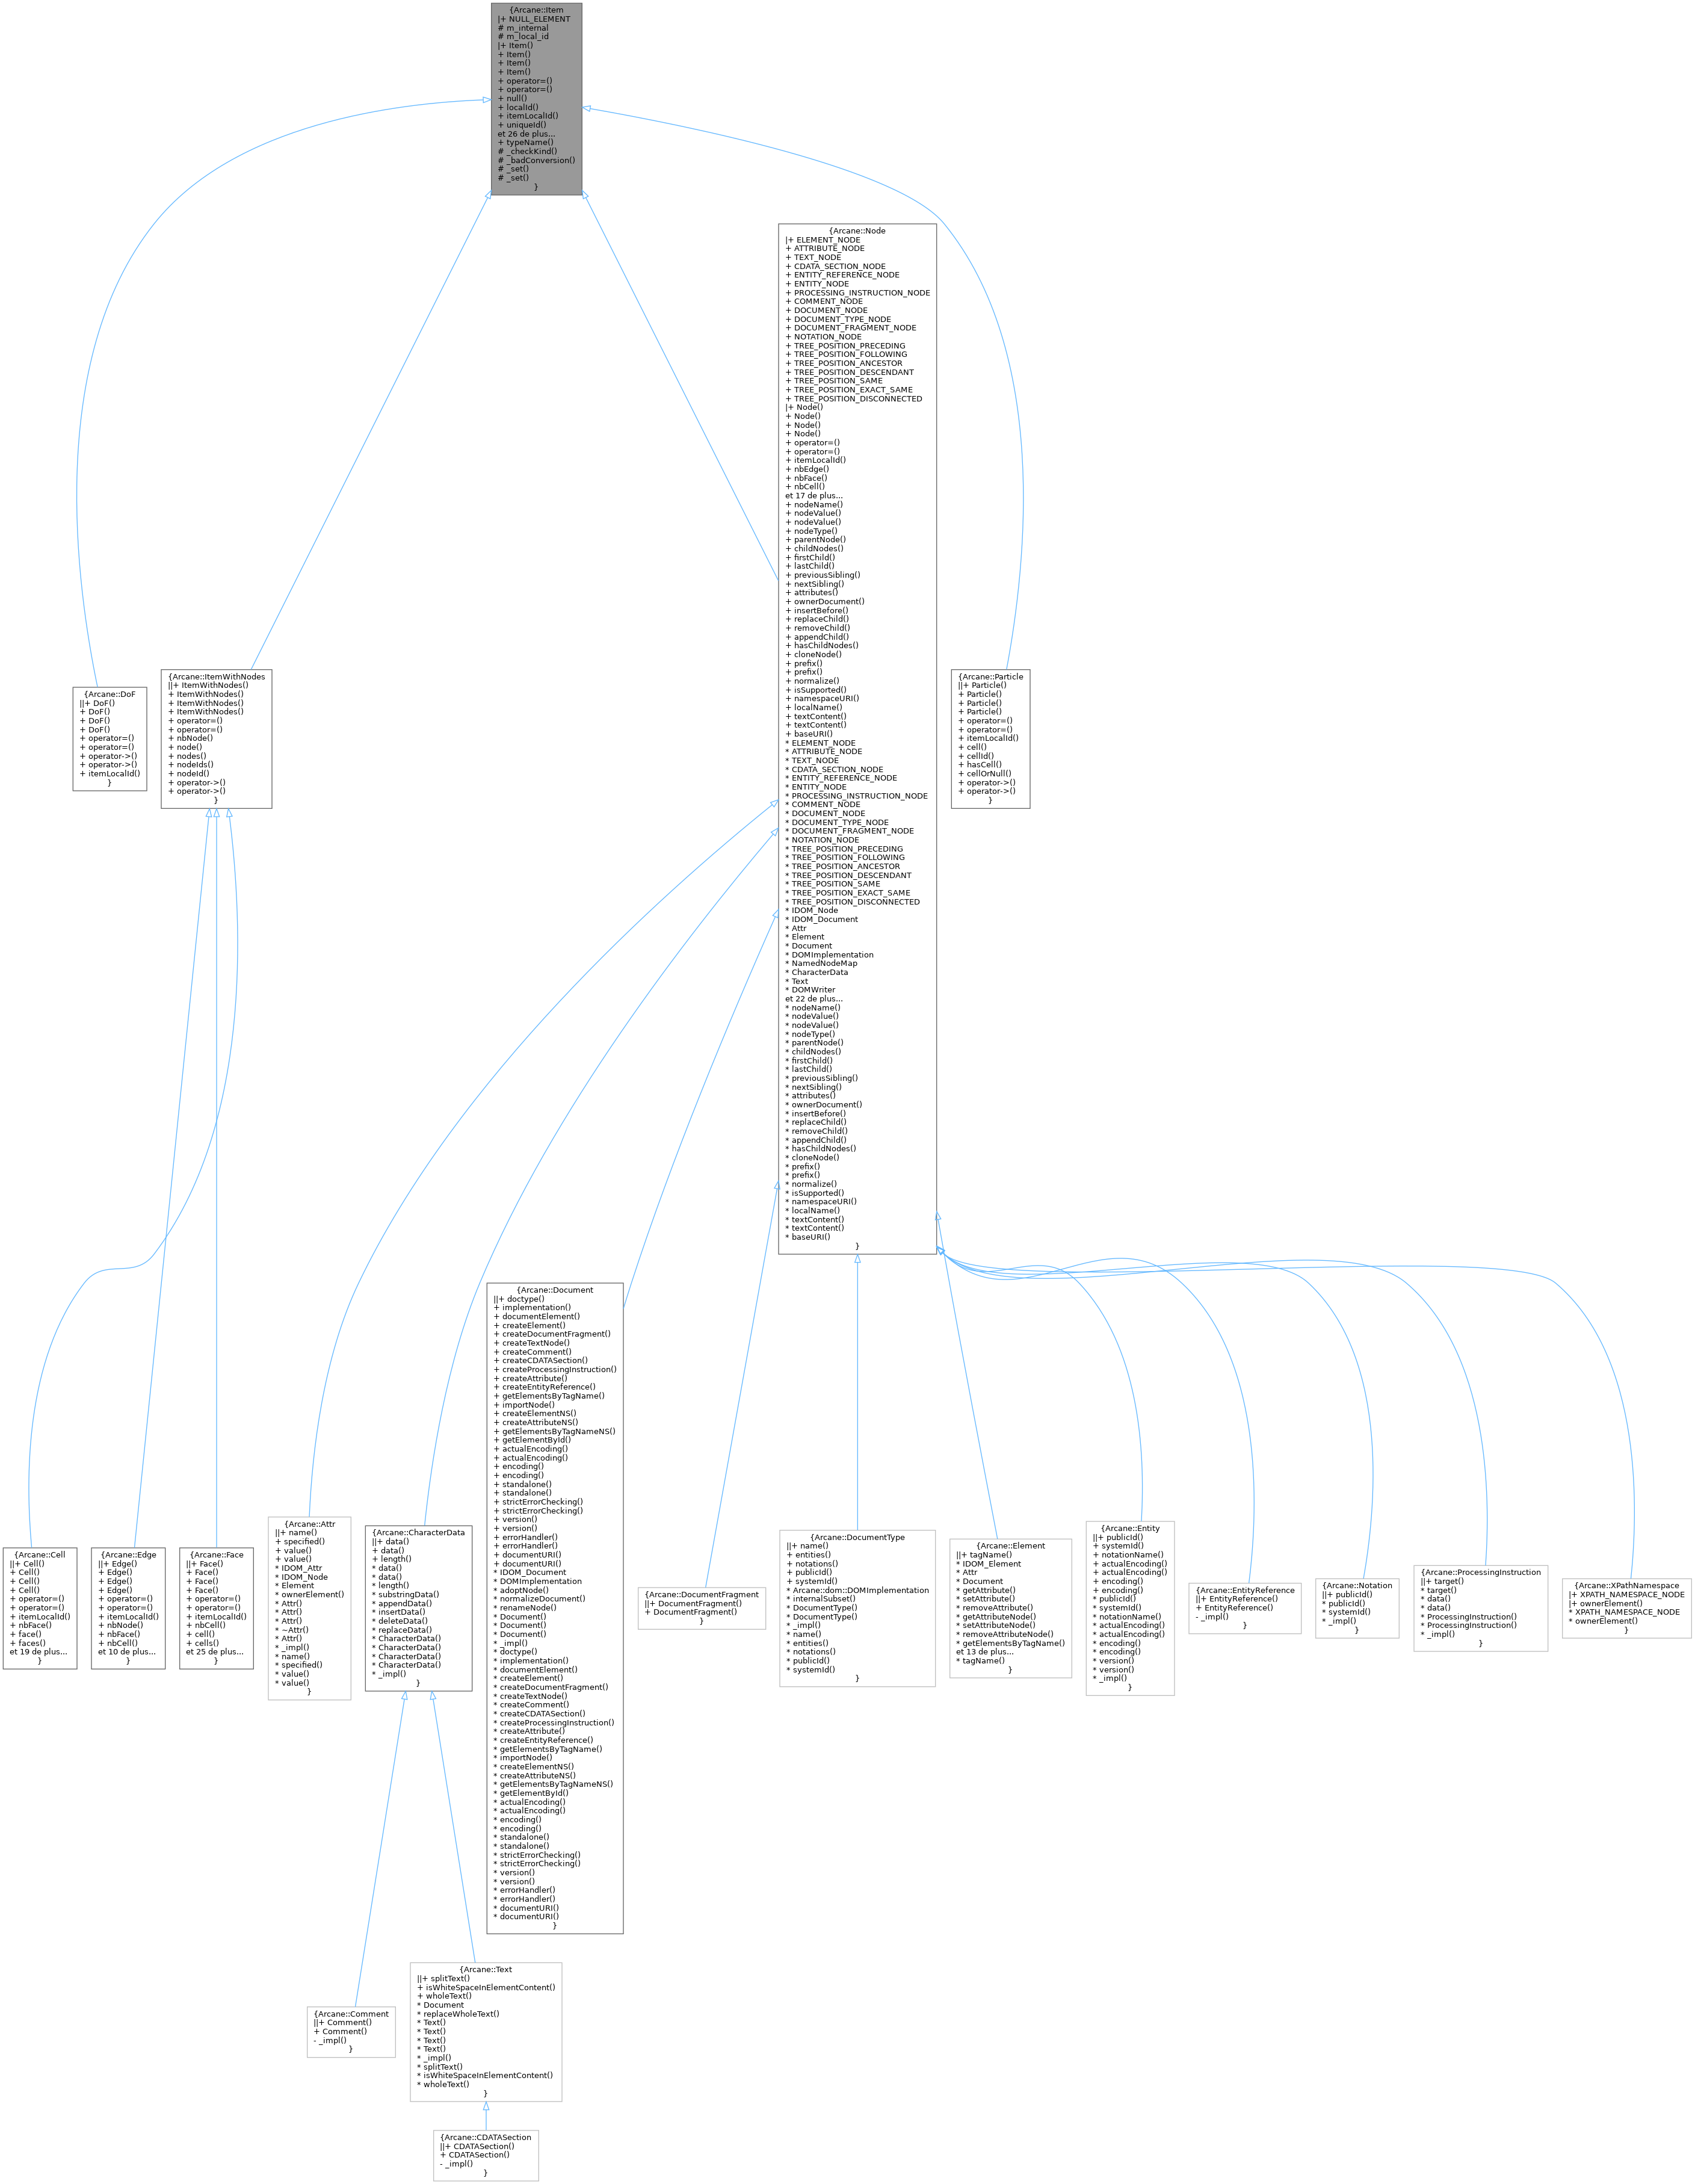 {Arcane::Item
|+ NULL_ELEMENT
# m_internal
# m_local_id
|+ Item()
+ Item()
+ Item()
+ Item()
+ operator=()
+ operator=()
+ null()
+ localId()
+ itemLocalId()
+ uniqueId()
et 26 de plus...
+ typeName()
# _checkKind()
# _badConversion()
# _set()
# _set()
}
{Arcane::Node
|+ ELEMENT_NODE
+ ATTRIBUTE_NODE
+ TEXT_NODE
+ CDATA_SECTION_NODE
+ ENTITY_REFERENCE_NODE
+ ENTITY_NODE
+ PROCESSING_INSTRUCTION_NODE
+ COMMENT_NODE
+ DOCUMENT_NODE
+ DOCUMENT_TYPE_NODE
+ DOCUMENT_FRAGMENT_NODE
+ NOTATION_NODE
+ TREE_POSITION_PRECEDING
+ TREE_POSITION_FOLLOWING
+ TREE_POSITION_ANCESTOR
+ TREE_POSITION_DESCENDANT
+ TREE_POSITION_SAME
+ TREE_POSITION_EXACT_SAME
+ TREE_POSITION_DISCONNECTED
|+ Node()
+ Node()
+ Node()
+ Node()
+ operator=()
+ operator=()
+ itemLocalId()
+ nbEdge()
+ nbFace()
+ nbCell()
et 17 de plus...
+ nodeName()
+ nodeValue()
+ nodeValue()
+ nodeType()
+ parentNode()
+ childNodes()
+ firstChild()
+ lastChild()
+ previousSibling()
+ nextSibling()
+ attributes()
+ ownerDocument()
+ insertBefore()
+ replaceChild()
+ removeChild()
+ appendChild()
+ hasChildNodes()
+ cloneNode()
+ prefix()
+ prefix()
+ normalize()
+ isSupported()
+ namespaceURI()
+ localName()
+ textContent()
+ textContent()
+ baseURI()
* ELEMENT_NODE
* ATTRIBUTE_NODE
* TEXT_NODE
* CDATA_SECTION_NODE
* ENTITY_REFERENCE_NODE
* ENTITY_NODE
* PROCESSING_INSTRUCTION_NODE
* COMMENT_NODE
* DOCUMENT_NODE
* DOCUMENT_TYPE_NODE
* DOCUMENT_FRAGMENT_NODE
* NOTATION_NODE
* TREE_POSITION_PRECEDING
* TREE_POSITION_FOLLOWING
* TREE_POSITION_ANCESTOR
* TREE_POSITION_DESCENDANT
* TREE_POSITION_SAME
* TREE_POSITION_EXACT_SAME
* TREE_POSITION_DISCONNECTED
* IDOM_Node
* IDOM_Document
* Attr
* Element
* Document
* DOMImplementation
* NamedNodeMap
* CharacterData
* Text
* DOMWriter
et 22 de plus...
* nodeName()
* nodeValue()
* nodeValue()
* nodeType()
* parentNode()
* childNodes()
* firstChild()
* lastChild()
* previousSibling()
* nextSibling()
* attributes()
* ownerDocument()
* insertBefore()
* replaceChild()
* removeChild()
* appendChild()
* hasChildNodes()
* cloneNode()
* prefix()
* prefix()
* normalize()
* isSupported()
* namespaceURI()
* localName()
* textContent()
* textContent()
* baseURI()
}
{Arcane::DoF
||+ DoF()
+ DoF()
+ DoF()
+ DoF()
+ operator=()
+ operator=()
+ operator->()
+ operator->()
+ itemLocalId()
}
{Arcane::ItemWithNodes
||+ ItemWithNodes()
+ ItemWithNodes()
+ ItemWithNodes()
+ ItemWithNodes()
+ operator=()
+ operator=()
+ nbNode()
+ node()
+ nodes()
+ nodeIds()
+ nodeId()
+ operator->()
+ operator->()
}
{Arcane::Particle
||+ Particle()
+ Particle()
+ Particle()
+ Particle()
+ operator=()
+ operator=()
+ itemLocalId()
+ cell()
+ cellId()
+ hasCell()
+ cellOrNull()
+ operator->()
+ operator->()
}
{Arcane::Cell
||+ Cell()
+ Cell()
+ Cell()
+ Cell()
+ operator=()
+ operator=()
+ itemLocalId()
+ nbFace()
+ face()
+ faces()
et 19 de plus...
}
{Arcane::Edge
||+ Edge()
+ Edge()
+ Edge()
+ Edge()
+ operator=()
+ operator=()
+ itemLocalId()
+ nbNode()
+ nbFace()
+ nbCell()
et 10 de plus...
}
{Arcane::Face
||+ Face()
+ Face()
+ Face()
+ Face()
+ operator=()
+ operator=()
+ itemLocalId()
+ nbCell()
+ cell()
+ cells()
et 25 de plus...
}
{Arcane::Attr
||+ name()
+ specified()
+ value()
+ value()
* IDOM_Attr
* IDOM_Node
* Element
* ownerElement()
* Attr()
* Attr()
* Attr()
* ~Attr()
* Attr()
* _impl()
* name()
* specified()
* value()
* value()
}
{Arcane::CharacterData
||+ data()
+ data()
+ length()
* data()
* data()
* length()
* substringData()
* appendData()
* insertData()
* deleteData()
* replaceData()
* CharacterData()
* CharacterData()
* CharacterData()
* CharacterData()
* _impl()
}
{Arcane::Document
||+ doctype()
+ implementation()
+ documentElement()
+ createElement()
+ createDocumentFragment()
+ createTextNode()
+ createComment()
+ createCDATASection()
+ createProcessingInstruction()
+ createAttribute()
+ createEntityReference()
+ getElementsByTagName()
+ importNode()
+ createElementNS()
+ createAttributeNS()
+ getElementsByTagNameNS()
+ getElementById()
+ actualEncoding()
+ actualEncoding()
+ encoding()
+ encoding()
+ standalone()
+ standalone()
+ strictErrorChecking()
+ strictErrorChecking()
+ version()
+ version()
+ errorHandler()
+ errorHandler()
+ documentURI()
+ documentURI()
* IDOM_Document
* DOMImplementation
* adoptNode()
* normalizeDocument()
* renameNode()
* Document()
* Document()
* Document()
* _impl()
* doctype()
* implementation()
* documentElement()
* createElement()
* createDocumentFragment()
* createTextNode()
* createComment()
* createCDATASection()
* createProcessingInstruction()
* createAttribute()
* createEntityReference()
* getElementsByTagName()
* importNode()
* createElementNS()
* createAttributeNS()
* getElementsByTagNameNS()
* getElementById()
* actualEncoding()
* actualEncoding()
* encoding()
* encoding()
* standalone()
* standalone()
* strictErrorChecking()
* strictErrorChecking()
* version()
* version()
* errorHandler()
* errorHandler()
* documentURI()
* documentURI()
}
{Arcane::DocumentFragment
||+ DocumentFragment()
+ DocumentFragment()
}
{Arcane::DocumentType
||+ name()
+ entities()
+ notations()
+ publicId()
+ systemId()
* Arcane::dom::DOMImplementation
* internalSubset()
* DocumentType()
* DocumentType()
* _impl()
* name()
* entities()
* notations()
* publicId()
* systemId()
}
{Arcane::Element
||+ tagName()
* IDOM_Element
* Attr
* Document
* getAttribute()
* setAttribute()
* removeAttribute()
* getAttributeNode()
* setAttributeNode()
* removeAttributeNode()
* getElementsByTagName()
et 13 de plus...
* tagName()
}
{Arcane::Entity
||+ publicId()
+ systemId()
+ notationName()
+ actualEncoding()
+ actualEncoding()
+ encoding()
+ encoding()
* publicId()
* systemId()
* notationName()
* actualEncoding()
* actualEncoding()
* encoding()
* encoding()
* version()
* version()
* _impl()
}
{Arcane::EntityReference
||+ EntityReference()
+ EntityReference()
- _impl()
}
{Arcane::Notation
||+ publicId()
* publicId()
* systemId()
* _impl()
}
{Arcane::ProcessingInstruction
||+ target()
* target()
* data()
* data()
* ProcessingInstruction()
* ProcessingInstruction()
* _impl()
}
{Arcane::XPathNamespace
|+ XPATH_NAMESPACE_NODE
|+ ownerElement()
* XPATH_NAMESPACE_NODE
* ownerElement()
}
{Arcane::Comment
||+ Comment()
+ Comment()
- _impl()
}
{Arcane::Text
||+ splitText()
+ isWhiteSpaceInElementContent()
+ wholeText()
* Document
* replaceWholeText()
* Text()
* Text()
* Text()
* Text()
* _impl()
* splitText()
* isWhiteSpaceInElementContent()
* wholeText()
}
{Arcane::CDATASection
||+ CDATASection()
+ CDATASection()
- _impl()
}